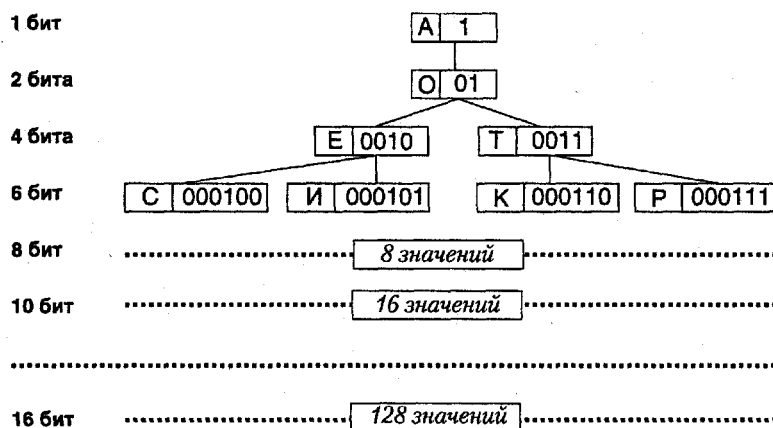 1 бит А 1
2 бита О 01
4 бита Е 0010 Т 0011
6 бит С 000100 И 000101 К 000110 Р 000111
8 бит 8 значений
10 бит 16 значений
16 бит 128 значений